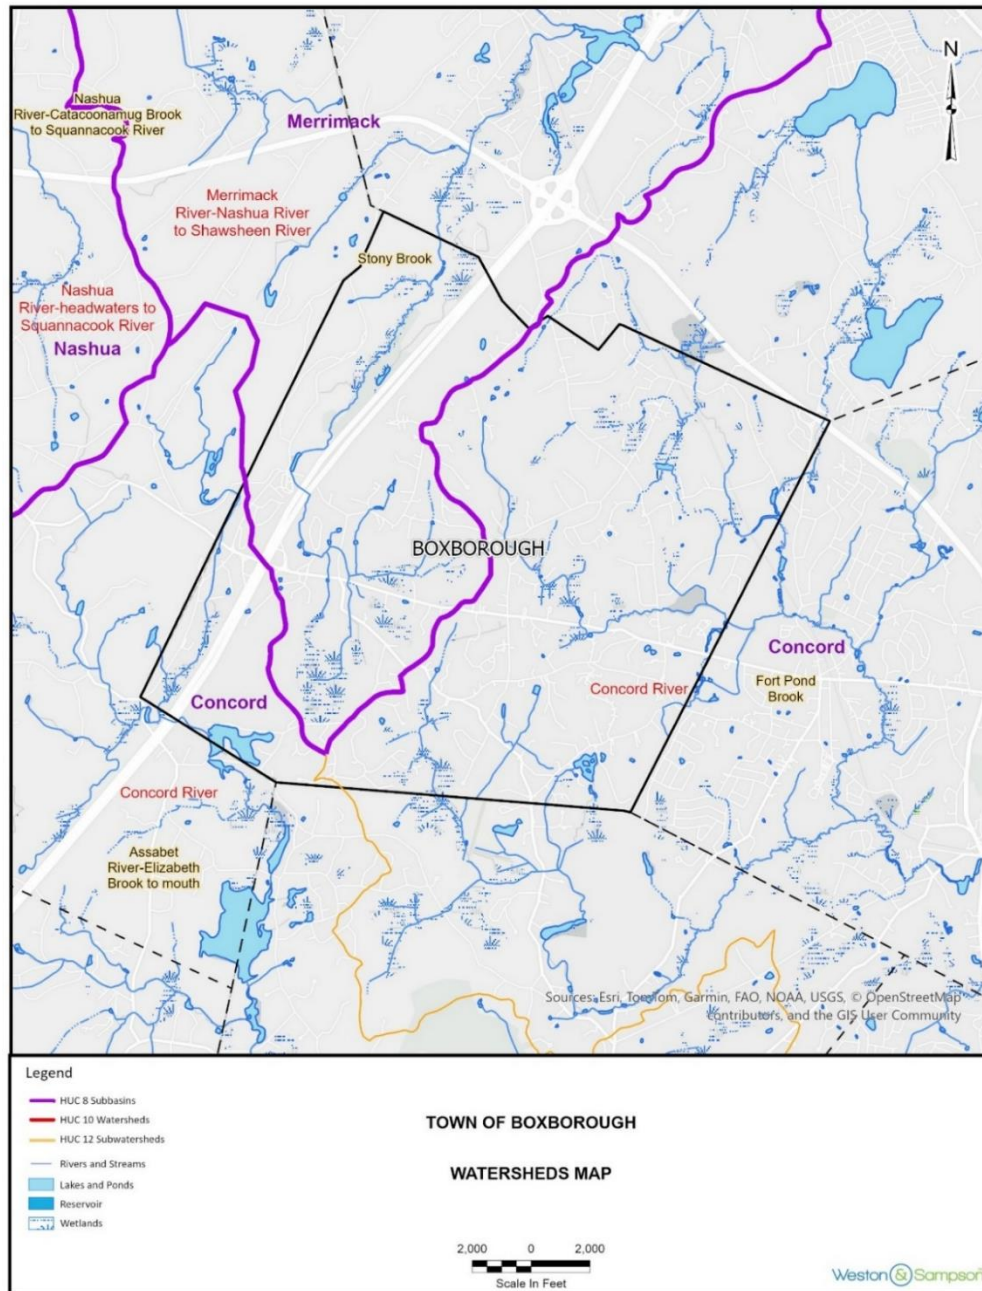 N
Nashua
River-Catacoonamug Brook
to Squannacook River
Merrimack
Merrimack
River-Nashua River
to Shawsheen River
Stony Brook
Nashua
River-headwaters to
Squannacook River
Nashua
BOXBOROUGH
Concord
Fort Pond
Brook
Concord River
Concord
Concord River
Assabet
River-Elizabeth
Brook to mouth
Sources: Esri, TomTom, Garmin, FAO, NOAA, USGS, © OpenStreetMap
contributors, and the GIS User Community
Legend
HUC 8 Subbasins
HUC 10 Watersheds
HUC 12 Subwatersheds
Rivers and Streams
Lakes and Ponds
Reservoir
Wetlands
TOWN OF BOXBOROUGH
WATERSHEDS MAP
2,000 0 2,000
Scale In Feet
Weston & Sampson